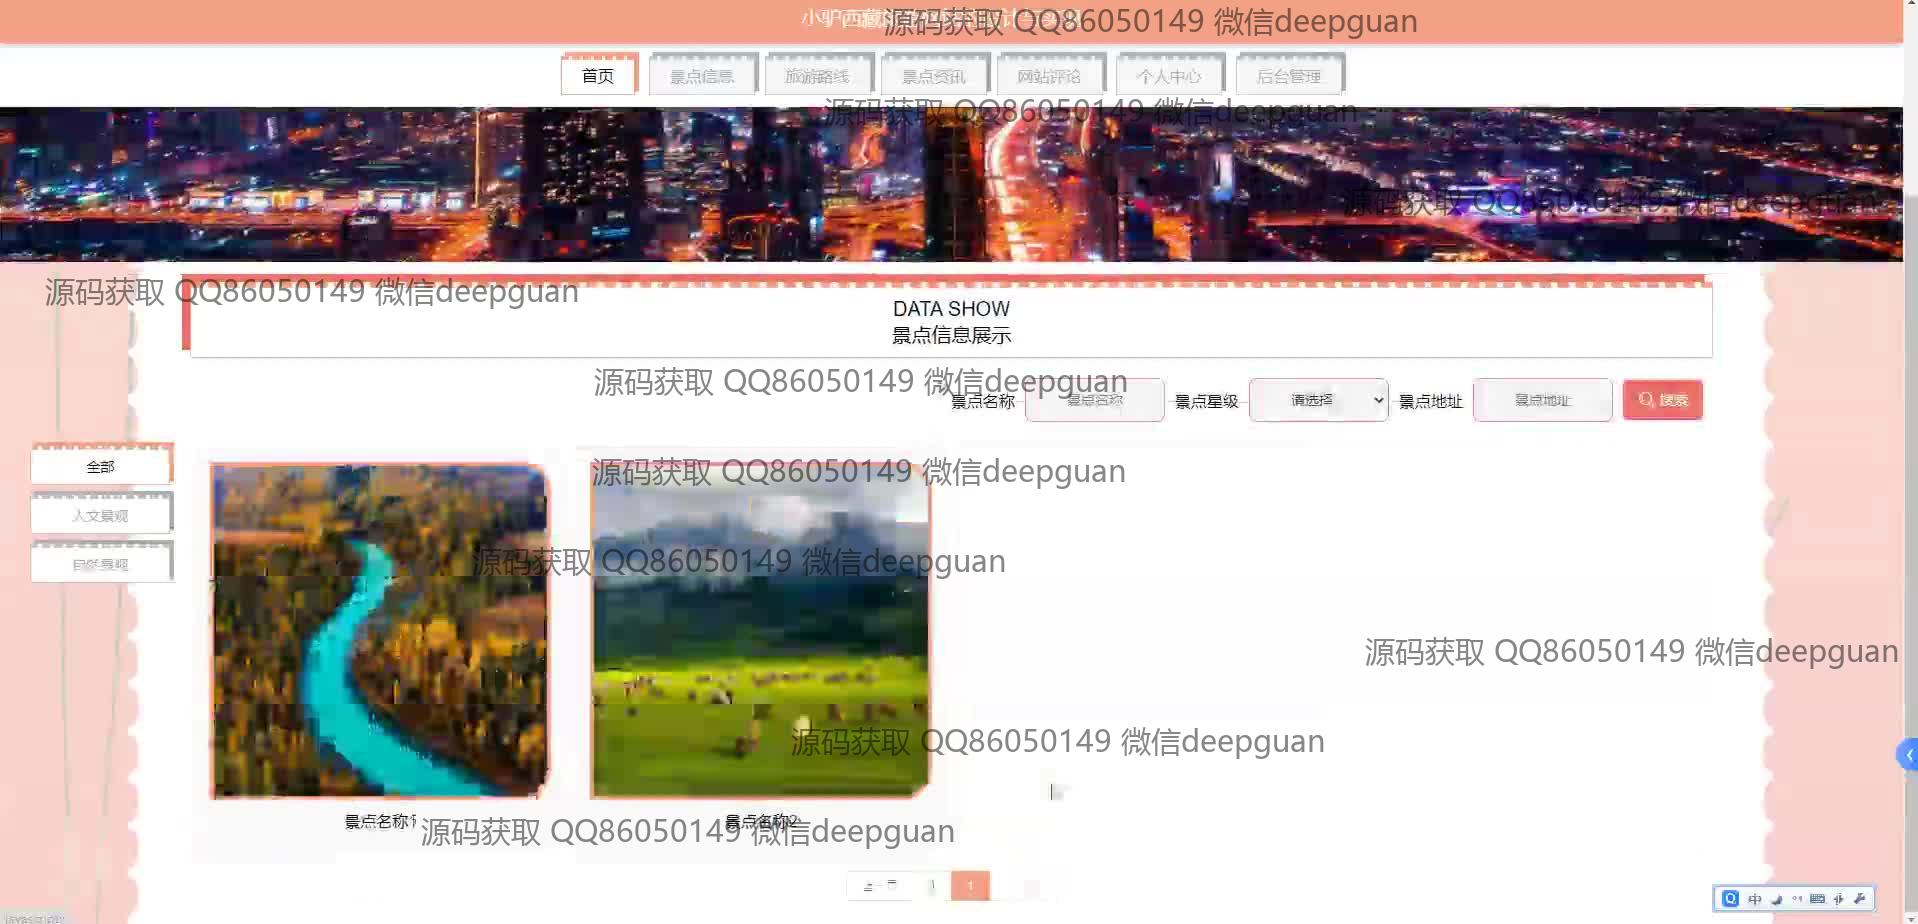 小驴西藏
源码获取 QQ86050149 微信deepguan
首页
景点信息
旅游路线
景点资讯
网站评论
个人中心
后台管理
源码获取 QQ86050149 微信deepguan
源码获取 QQ86050149 微信deepguan
源码获取 QQ86050149 微信deepguan
DATA SHOW
景点信息展示
源码获取 QQ86050149 微信deepguan
景点名称 景点名称 景点星级 请选择 景点地址 景点地址 搜索
全部
人文景观
自然景观
源码获取 QQ86050149 微信deepguan
源码获取 QQ86050149 微信deepguan
源码获取 QQ86050149 微信deepguan
源码获取 QQ86050149 微信deepguan
景点名称1
景点名称2
源码获取 QQ86050149 微信deepguan
1
中